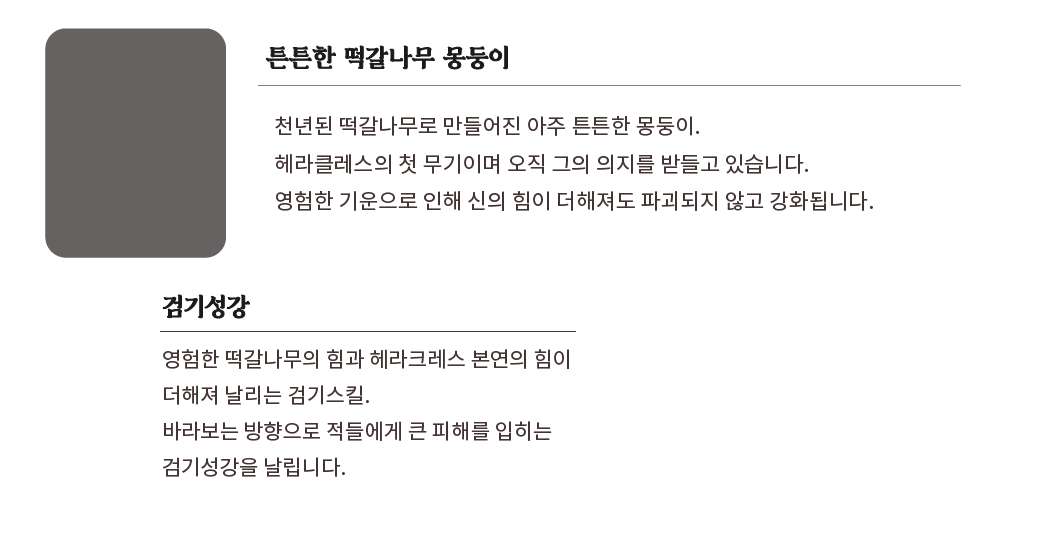 튼튼한 떡갈나무 몽둥이
천년된 떡갈나무로 만들어진 아주 튼튼한 몽둥이.
헤라클레스의 첫 무기이며 오직 그의 의지를 받들고 있습니다.
영험한 기운으로 인해 신의 힘이 더해져도 파괴되지 않고 강화됩니다.
검기성강
영험한 떡갈나무의 힘과 헤라크레스 본연의 힘이
더해져 날리는 검기스킬.
바라보는 방향으로 적들에게 큰 피해를 입히는
검기성강을 날립니다.